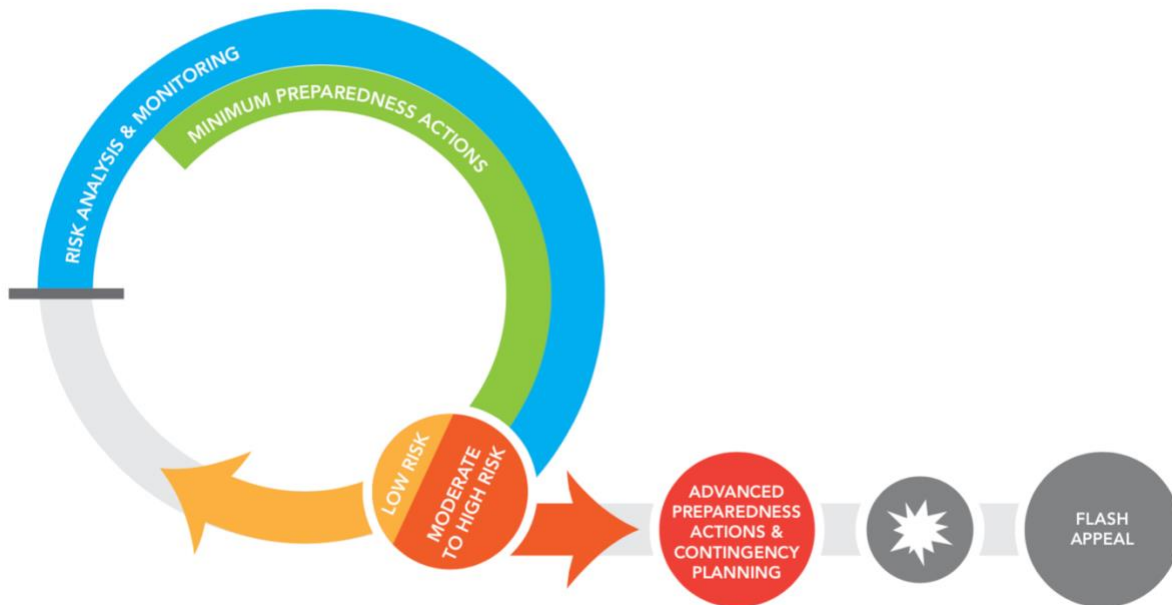 RISK ANALYSIS & MONITORING
MINIMUM PREPAREDNESS ACTIONS
LOW RISK
MODERATE
TO HIGH RISK
ADVANCED
PREPAREDNESS
ACTIONS &
CONTINGENCY
PLANNING
FLASH
APPEAL